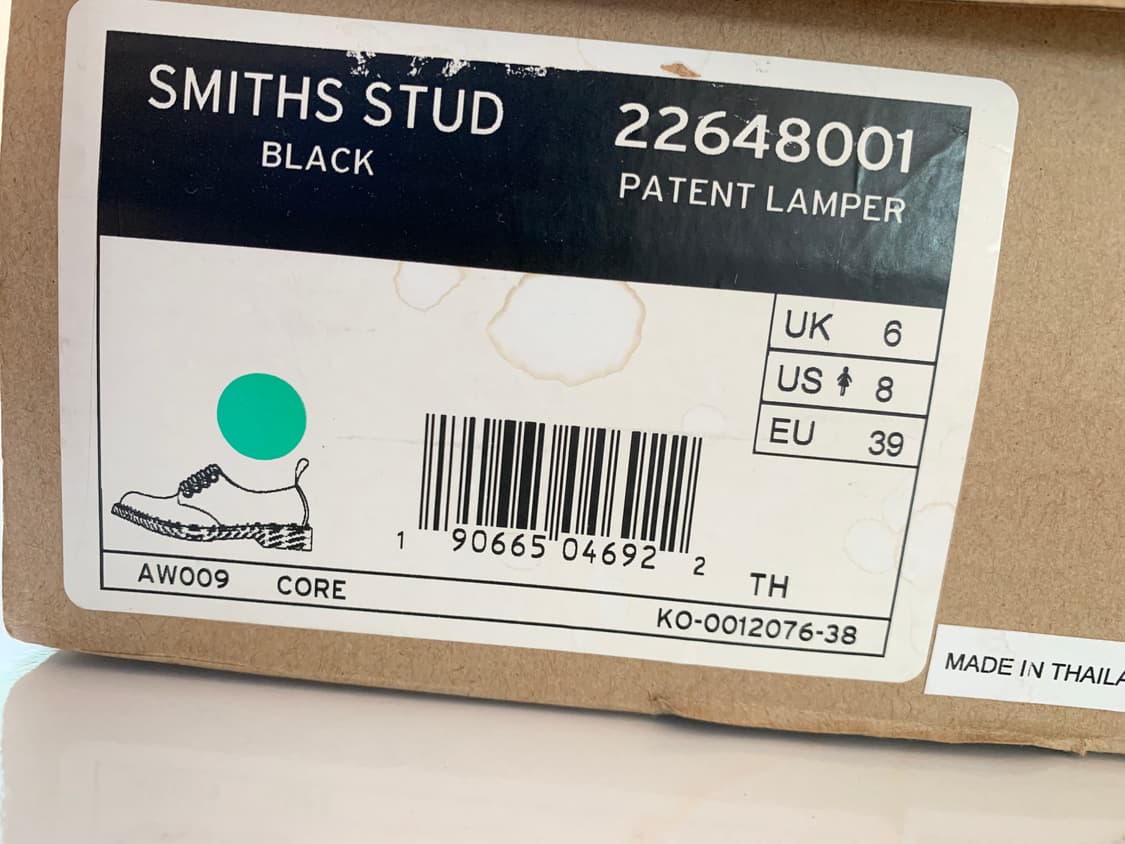 SMITHS STUD
BLACK
22648001
PATENT LAMPER
UK 6
US 8
EU 39
1 90665 04692 2
TH
AW009 CORE
KO-0012076-38
MADE IN THAILA